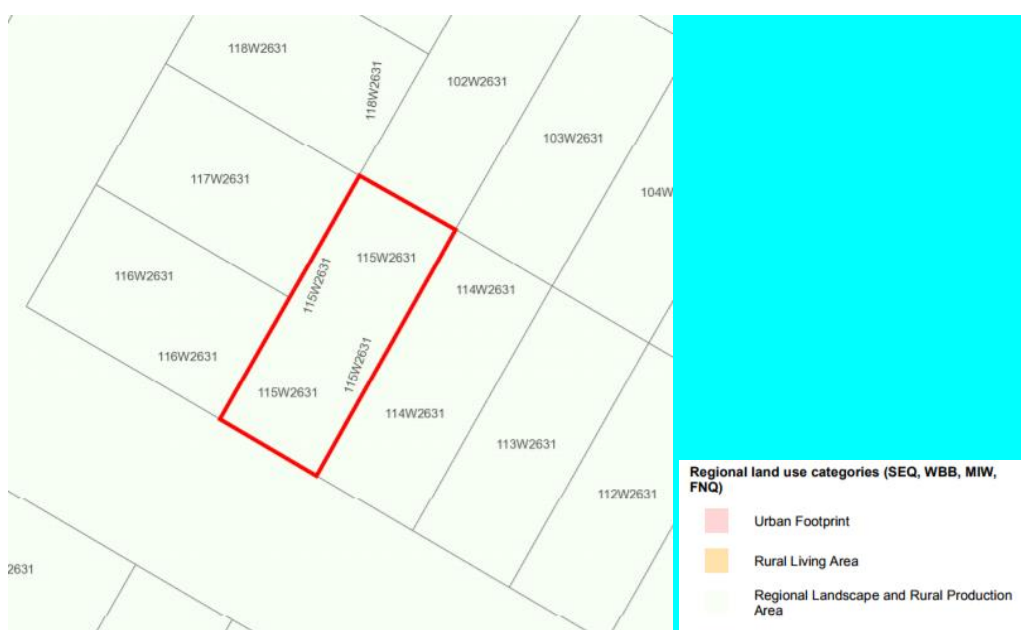 118W2631
118W2631
102W2631
103W2631
117W2631
104W
115W2631
116W2631
115W2631
114W2631
116W2631
115W2631
115W2631
114W2631
113W2631
112W2631
2631
Regional land use categories (SEQ, WBB, MIW,
FNQ)
Urban Footprint
Rural Living Area
Regional Landscape and Rural Production
Area